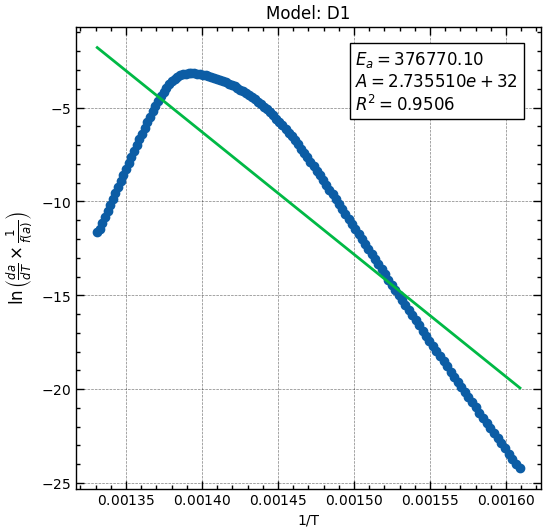 Model: D1
E_a = 376770.10
A = 2.735510e + 32
R^2 = 0.9506
ln(da/dT × 1/f(a))
−5
−10
−15
−20
−25
0.00135 0.00140 0.00145 0.00150 0.00155 0.00160
1/T